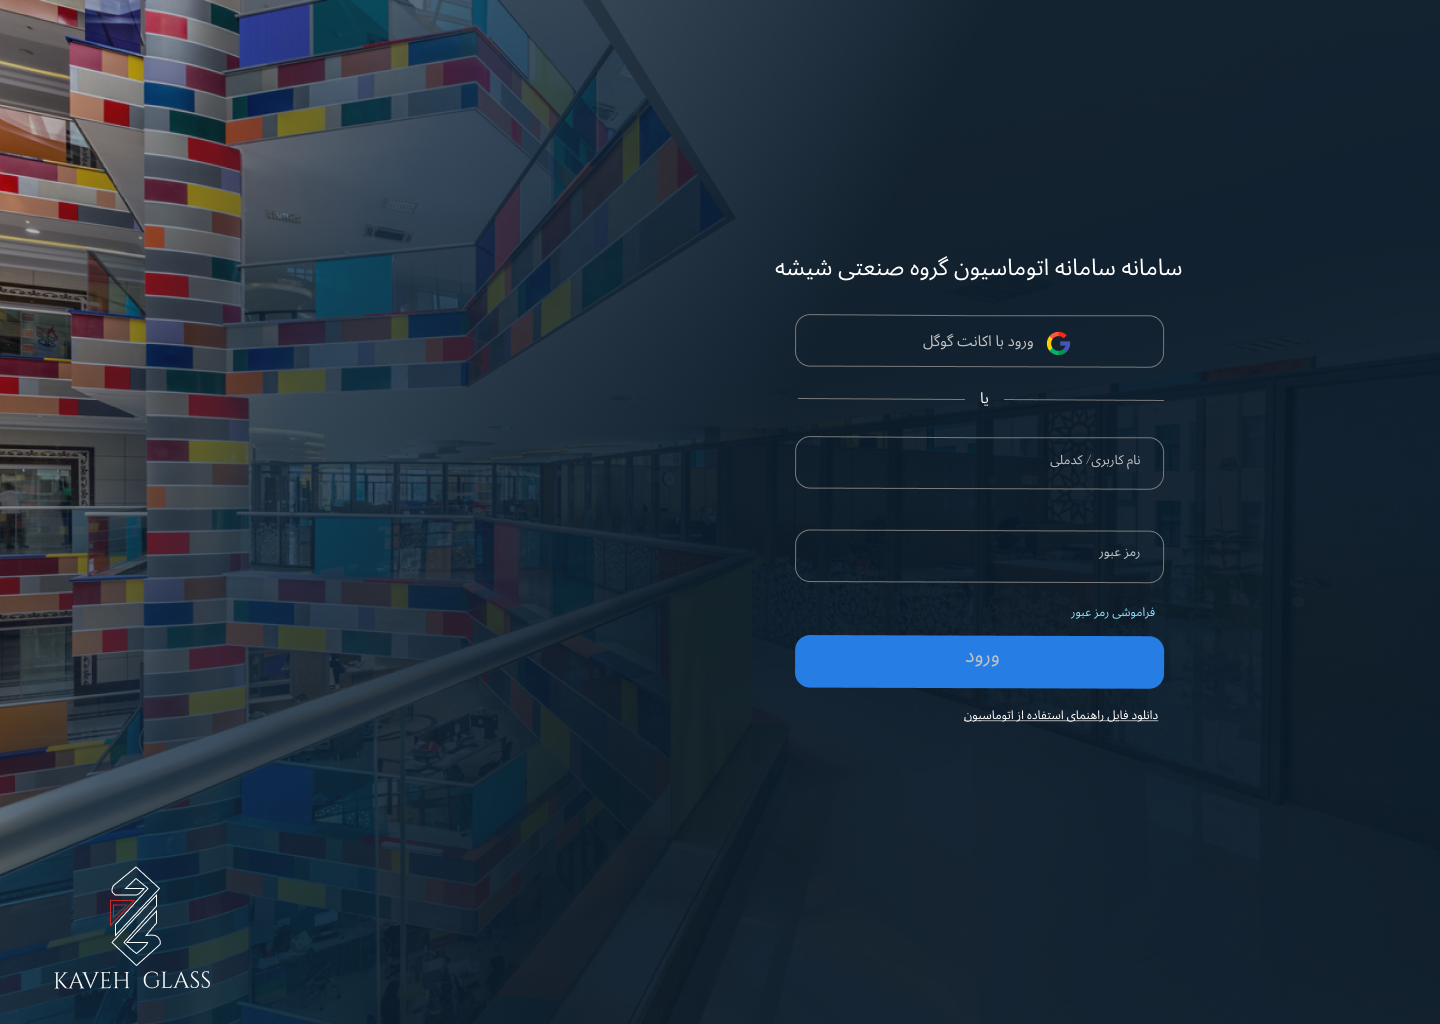 سامانه سامانه اتوماسیون گروه صنعتی شیشه
ورود با اکانت گوگل
یا
نام کاربری/ کدملی
رمز عبور
فراموشی رمز عبور
ورود
دانلود فایل راهنمای استفاده از اتوماسیون
KAVEH GLASS